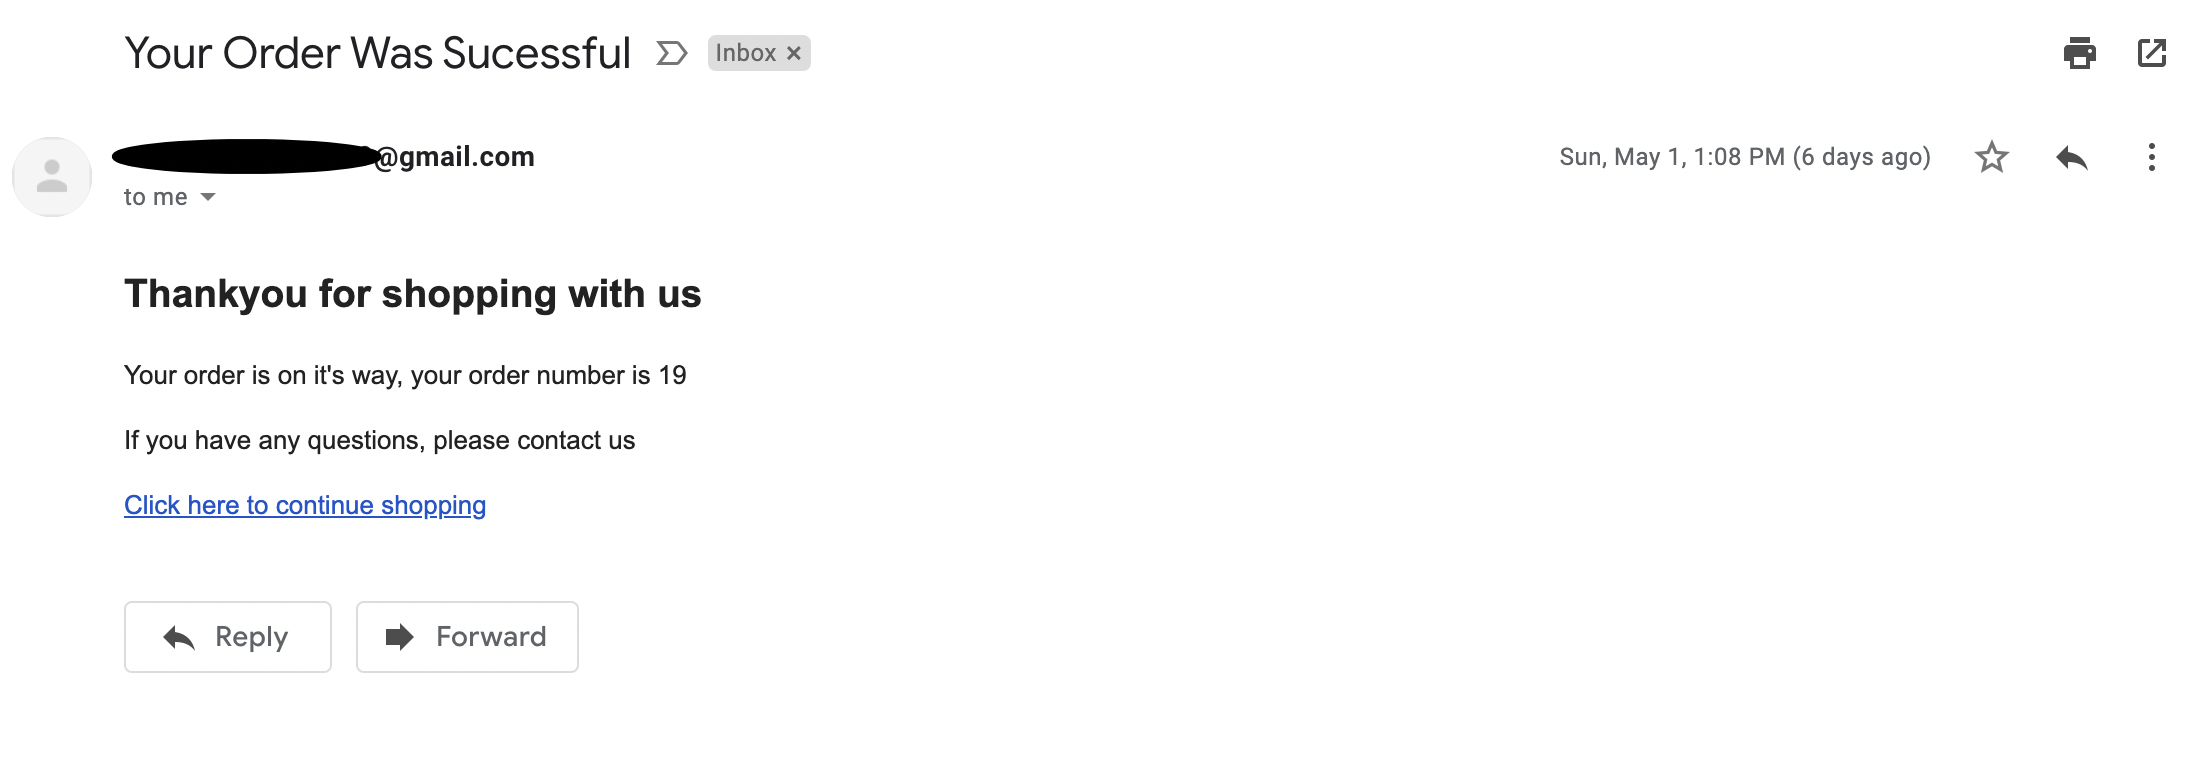 Your Order Was Sucessful Inbox ×
@gmail.com Sun, May 1, 1:08 PM (6 days ago)
to me
Thankyou for shopping with us
Your order is on it's way, your order number is 19
If you have any questions, please contact us
Click here to continue shopping
Reply Forward